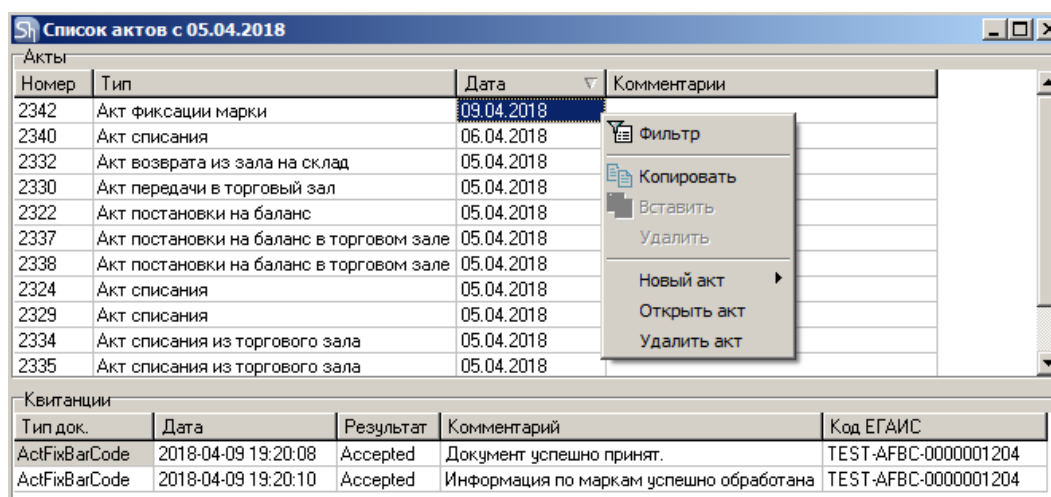 Sh Список актов с 05.04.2018
Акты
Номер Тип Дата Комментарии
2342 Акт фиксации марки 09.04.2018
2340 Акт списания 06.04.2018
2332 Акт возврата из зала на склад 05.04.2018
2330 Акт передачи в торговый зал 05.04.2018
2322 Акт постановки на баланс 05.04.2018
2337 Акт постановки на баланс в торговом зале 05.04.2018
2338 Акт постановки на баланс в торговом зале 05.04.2018
2324 Акт списания 05.04.2018
2329 Акт списания 05.04.2018
2334 Акт списания из торгового зала 05.04.2018
2335 Акт списания из торгового зала 05.04.2018
Фильтр
Копировать
Вставить
Удалить
Новый акт
Открыть акт
Удалить акт
Квитанции
Тип док. Дата Результат Комментарий Код ЕГАИС
ActFixBarCode 2018-04-09 19:20:08 Accepted Документ успешно принят. TEST-AFBC-0000001204
ActFixBarCode 2018-04-09 19:20:10 Accepted Информация по маркам успешно обработана TEST-AFBC-0000001204